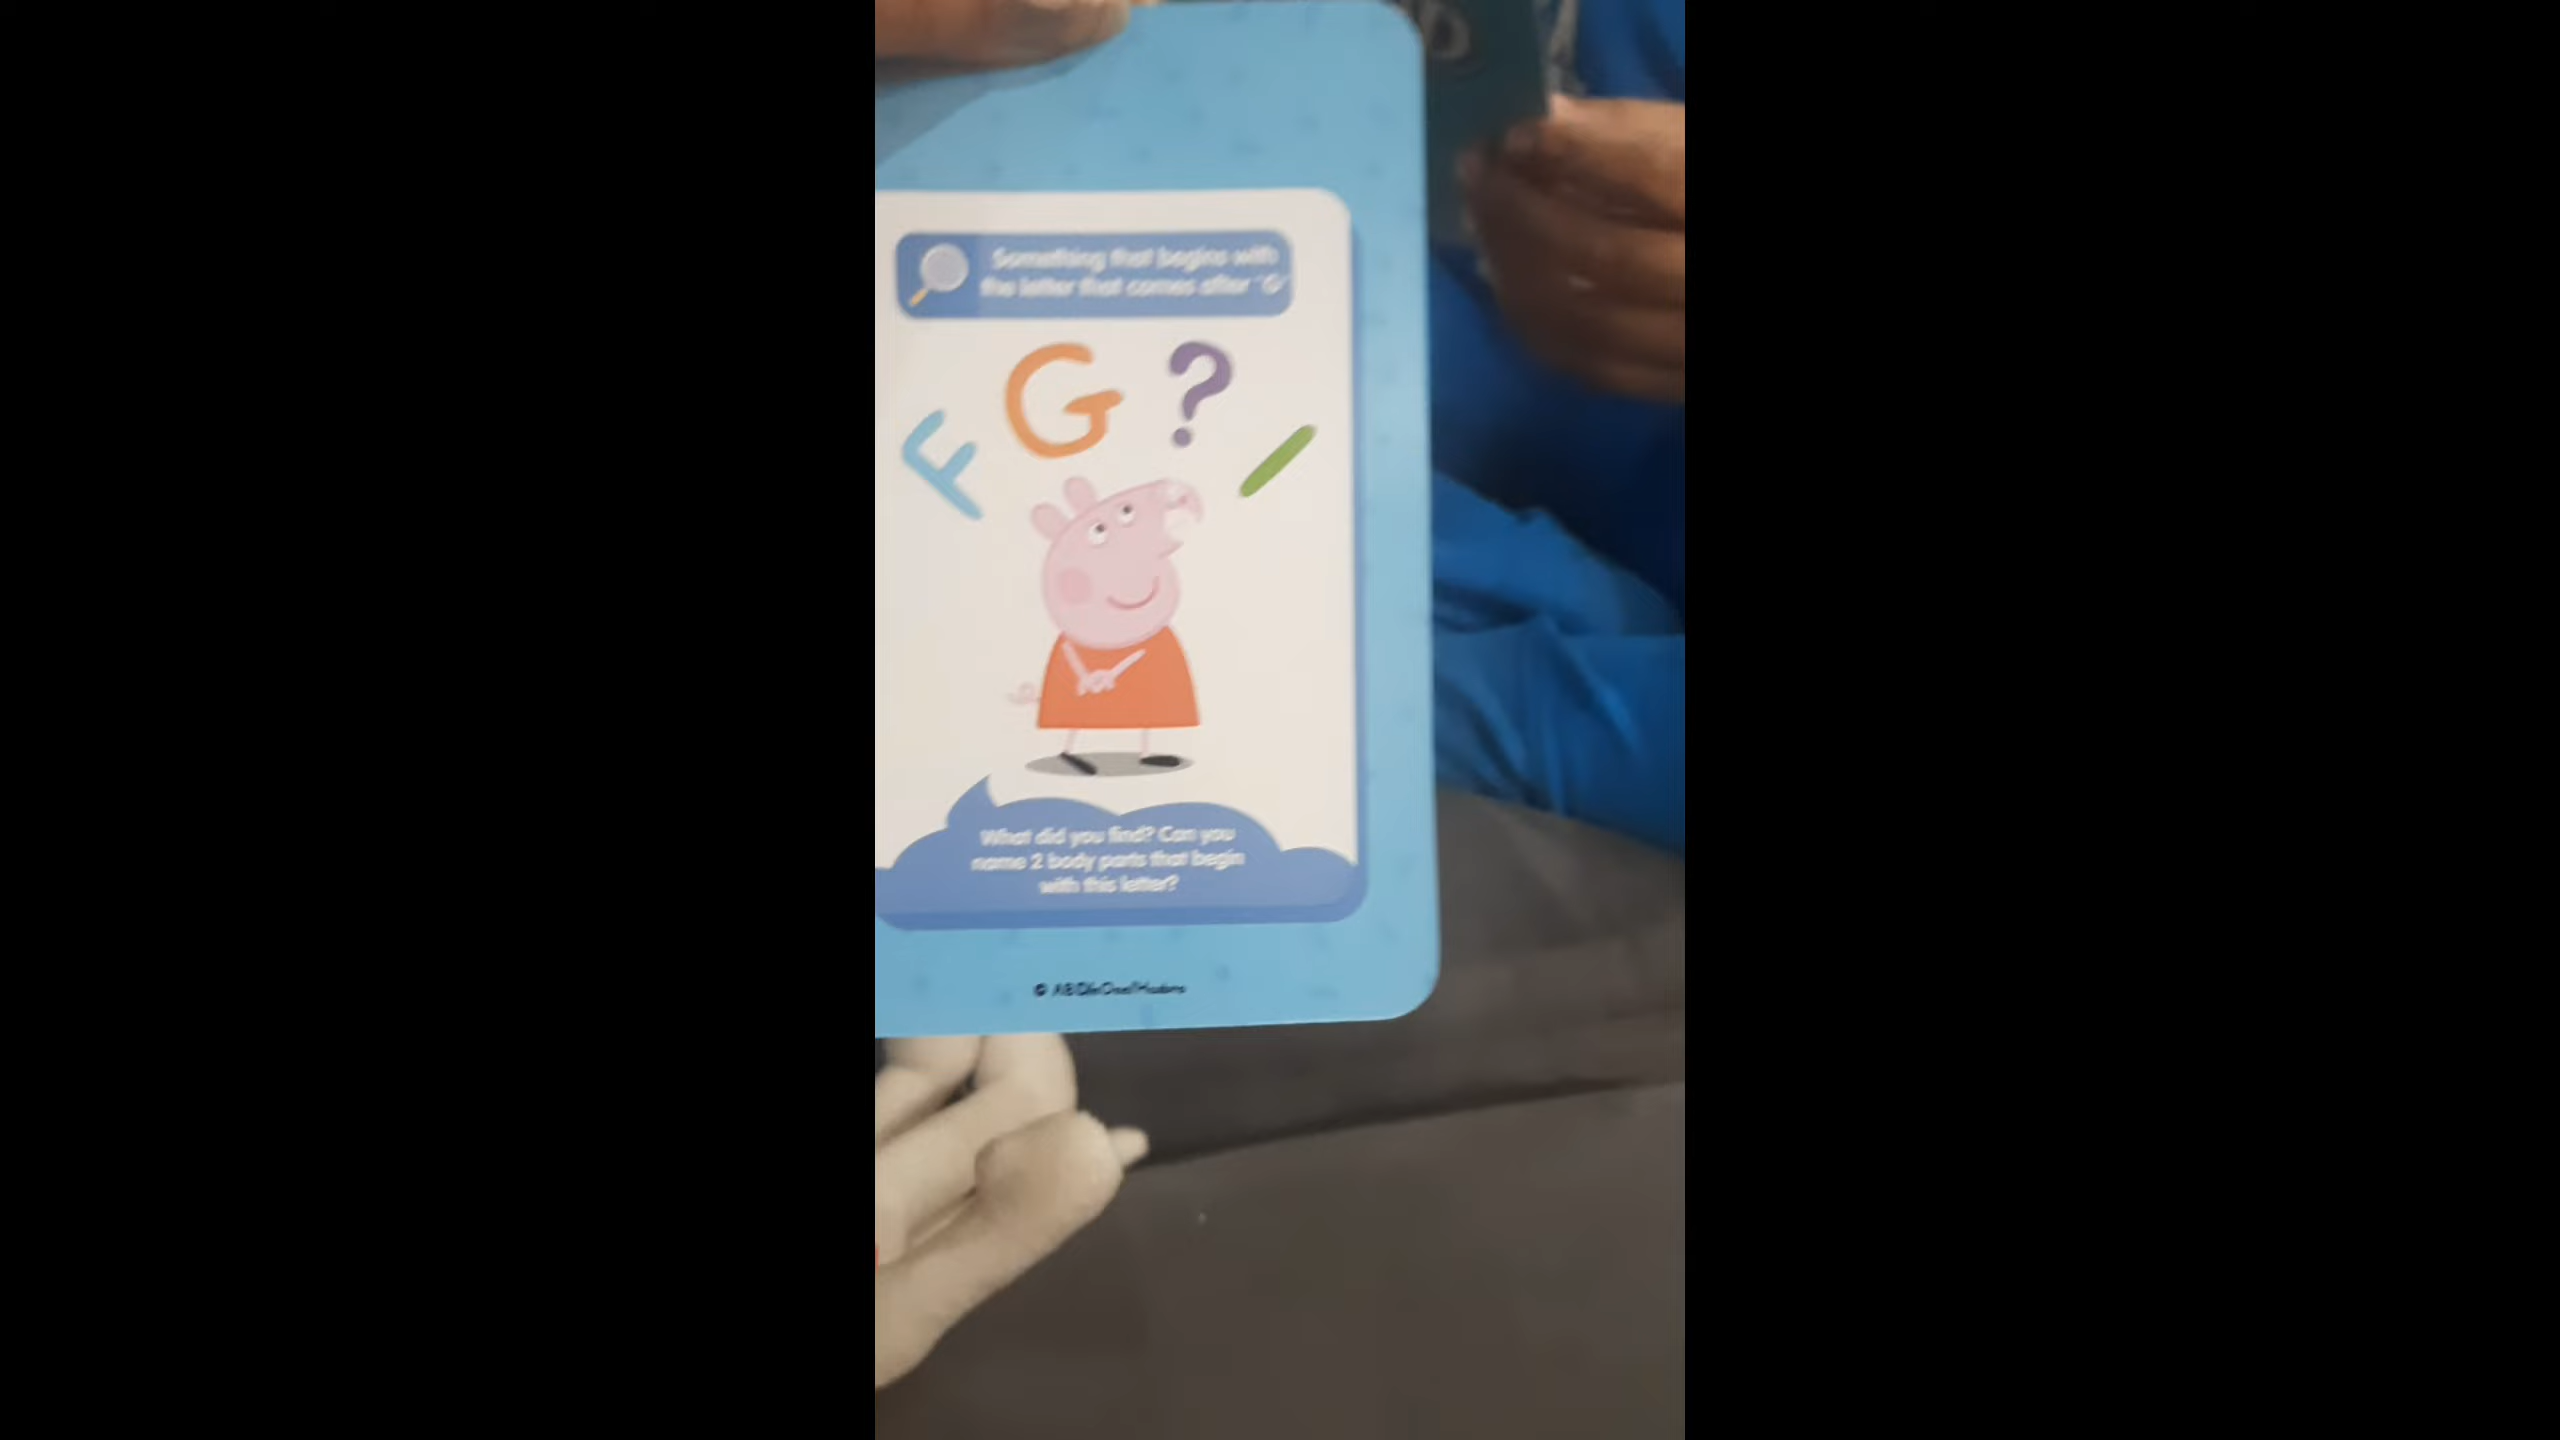 Something that begins with
the letter that comes after "G"
F G ? I
What did you find? Can you
name 2 body parts that begin
with this letter?
©